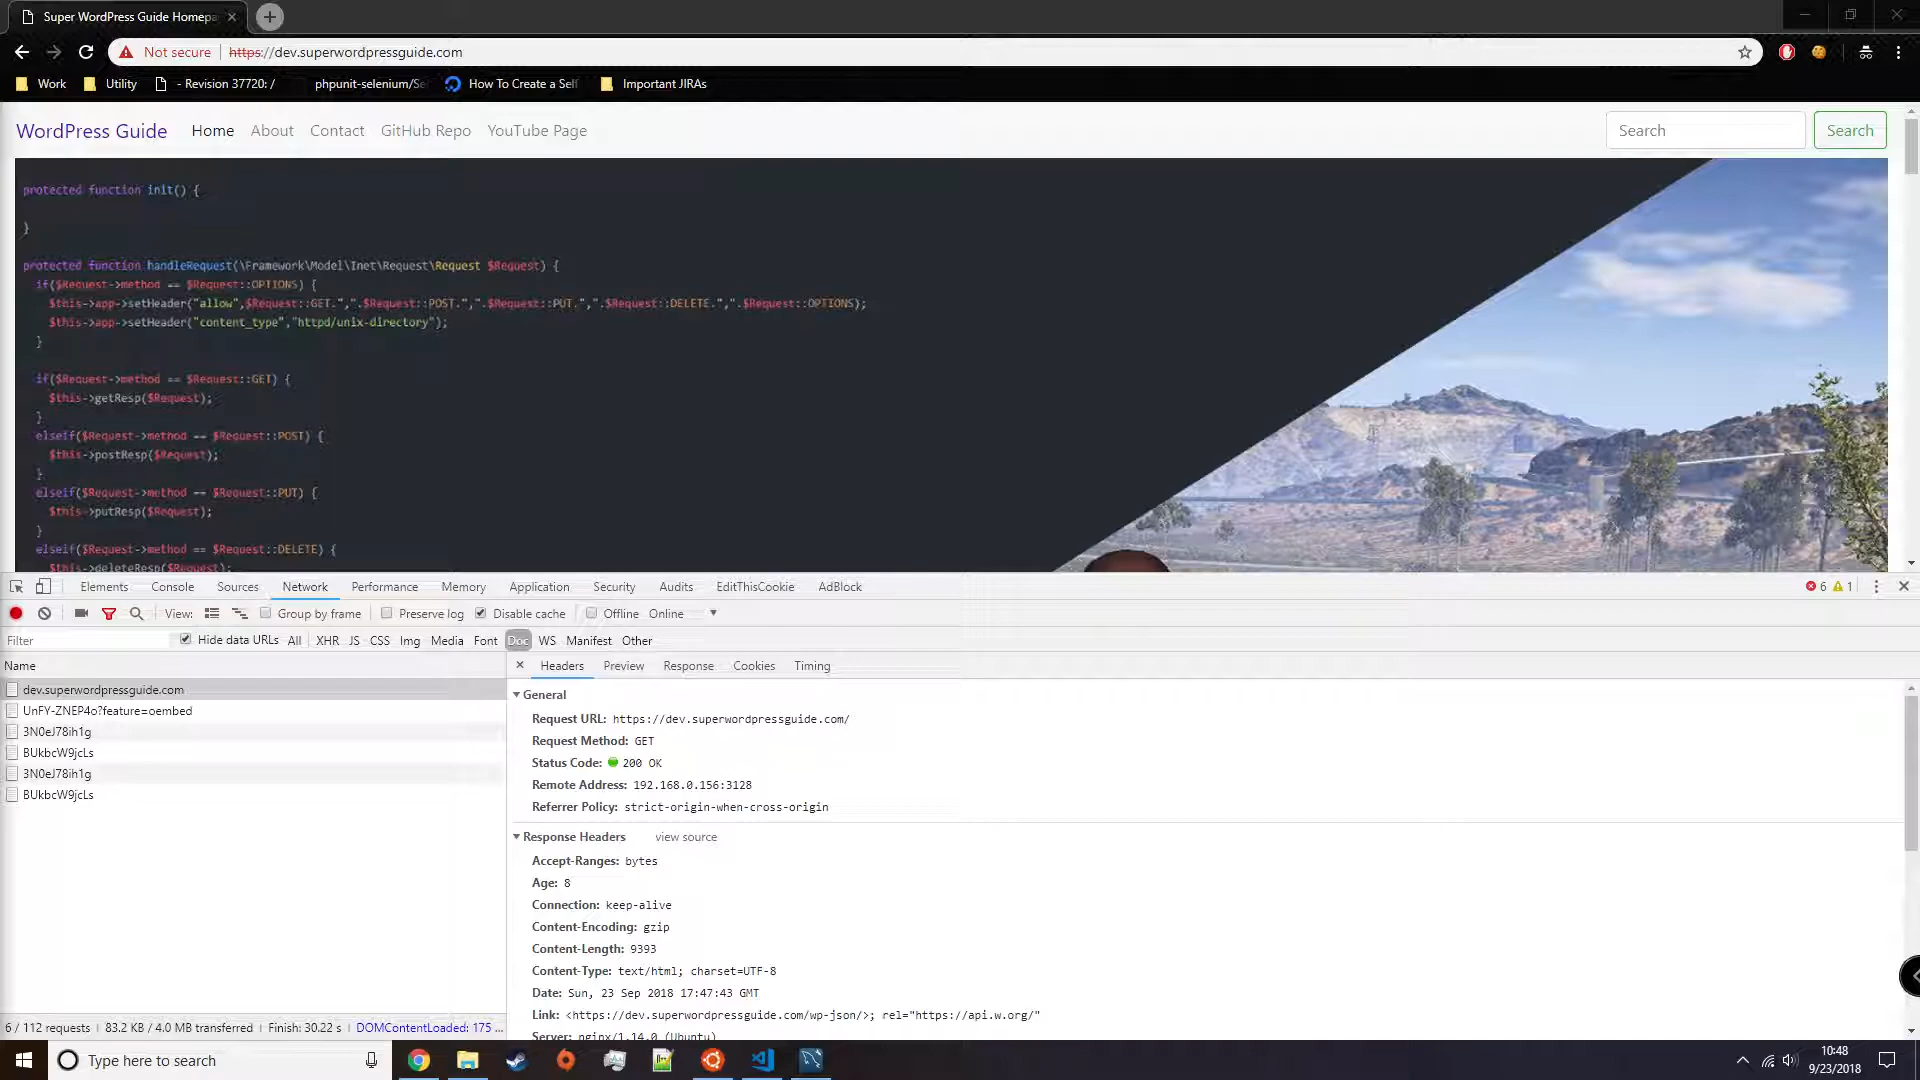 Super WordPress Guide Homepa
Not secure https://dev.superwordpressguide.com
Work Utility - Revision 37720: / phpunit-selenium/Se How To Create a Self Important JIRAs
WordPress Guide Home About Contact GitHub Repo YouTube Page Search Search
protected function init() {
}
protected function handleRequest(\Framework\Model\Inet\Request\Request $Request) {
if($Request->method == $Request::OPTIONS) {
$this->app->setHeader("allow",$Request::GET.",".$Request::POST.",".$Request::PUT.",".$Request::DELETE.",".$Request::OPTIONS);
$this->app->setHeader("content_type","httpd/unix-directory");
}
if($Request->method == $Request::GET) {
$this->getResp($Request);
}
elseif($Request->method == $Request::POST) {
$this->postResp($Request);
}
elseif($Request->method == $Request::PUT) {
$this->putResp($Request);
}
elseif($Request->method == $Request::DELETE) {
$this->deleteResp($Request);
Elements Console Sources Network Performance Memory Application Security Audits EditThisCookie AdBlock 6 1
View: Group by frame Preserve log Disable cache Offline Online
Filter Hide data URLs All XHR JS CSS Img Media Font Doc WS Manifest Other
Name
dev.superwordpressguide.com
UnFY-ZNEP4o?feature=oembed
3N0eJ78ih1g
BUkbcW9jcLs
3N0eJ78ih1g
BUkbcW9jcLs
6 / 112 requests 83.2 KB / 4.0 MB transferred Finish: 30.22 s DOMContentLoaded: 175 ...
Headers Preview Response Cookies Timing
General
Request URL: https://dev.superwordpressguide.com/
Request Method: GET
Status Code: 200 OK
Remote Address: 192.168.0.156:3128
Referrer Policy: strict-origin-when-cross-origin
Response Headers view source
Accept-Ranges: bytes
Age: 8
Connection: keep-alive
Content-Encoding: gzip
Content-Length: 9393
Content-Type: text/html; charset=UTF-8
Date: Sun, 23 Sep 2018 17:47:43 GMT
Link: <https://dev.superwordpressguide.com/wp-json/>; rel="https://api.w.org/"
Server: nginx/1.14.0 (Ubuntu)
Type here to search
10:48
9/23/2018